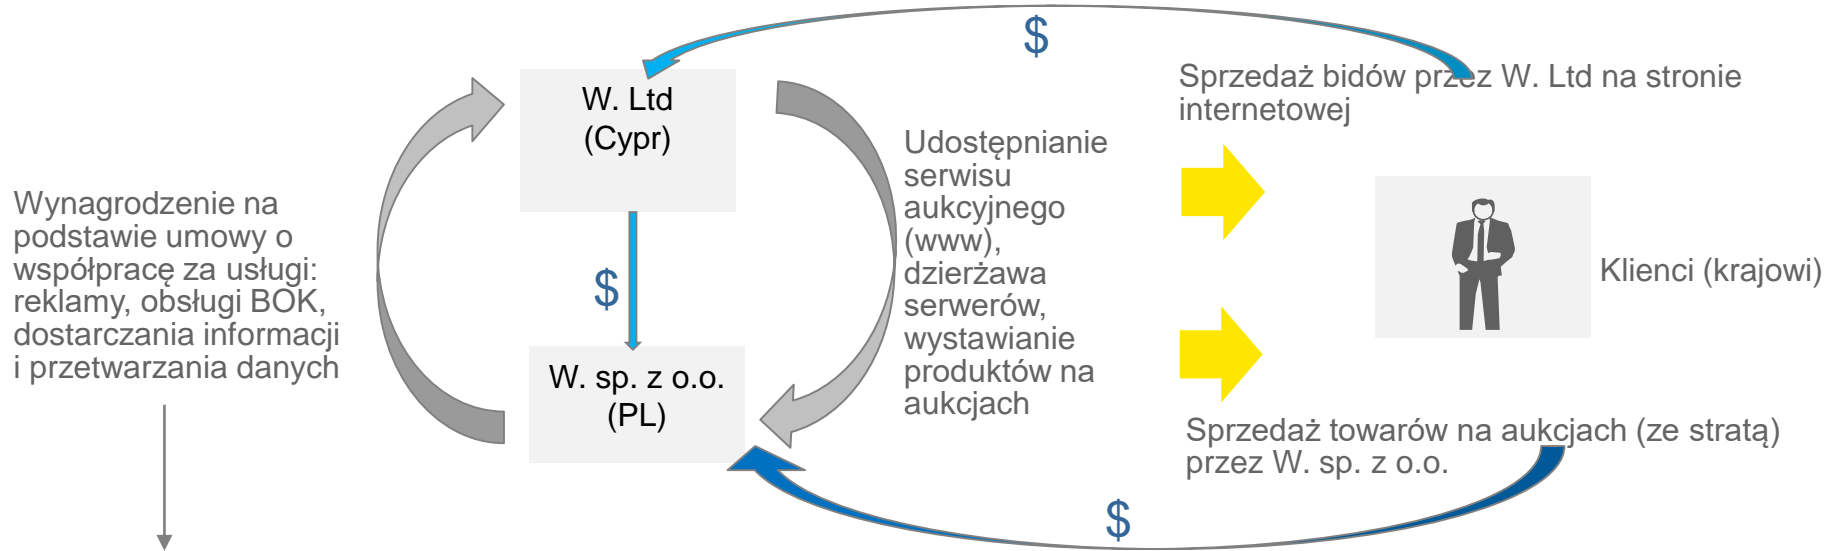 $
Sprzedaż bidów przez W. Ltd na stronie
internetowej
W. Ltd
(Cypr)
Udostępnianie
serwisu
aukcyjnego
(www),
dzierżawa
serwerów,
wystawianie
produktów na
aukcjach
Wynagrodzenie na
podstawie umowy o
współpracę za usługi:
reklamy, obsługi BOK,
dostarczania informacji
i przetwarzania danych
$
Klienci (krajowi)
W. sp. z o.o.
(PL)
Sprzedaż towarów na aukcjach (ze stratą)
przez W. sp. z o.o.
$